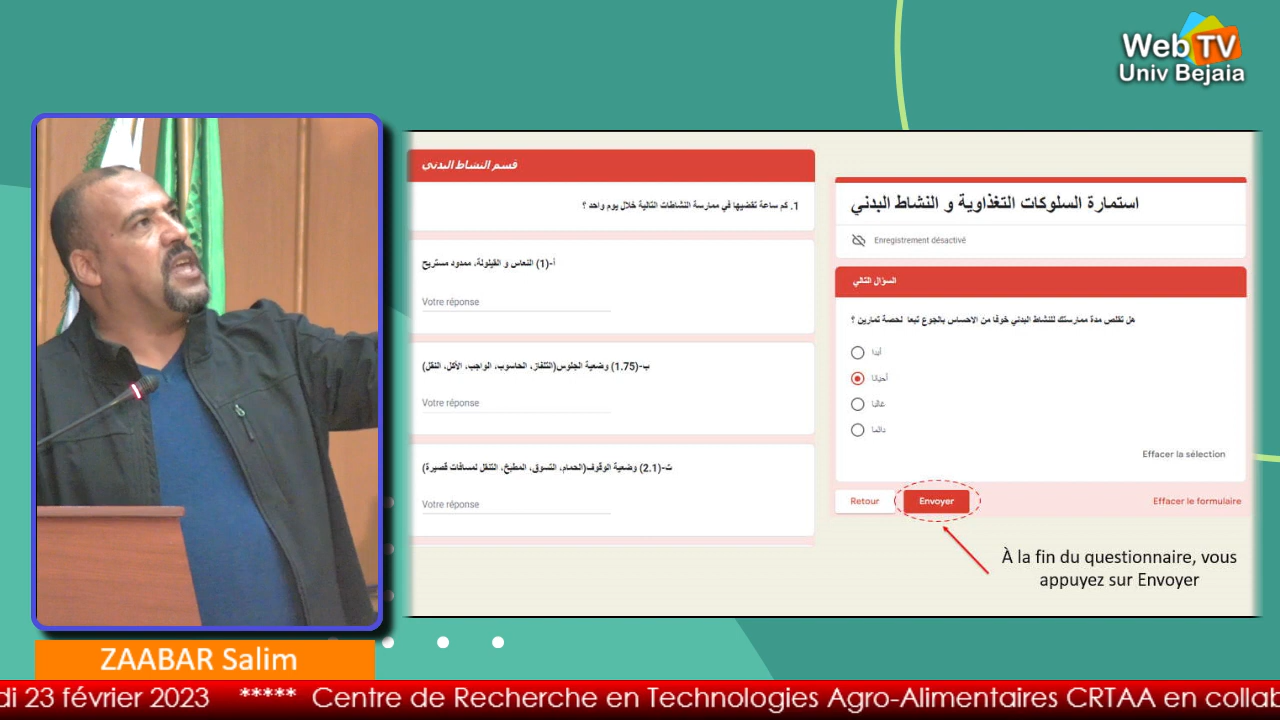 Web TV
Univ Bejaia
قسم النشاط البدني
1. كم ساعة تقضيها في ممارسة النشاطات التالية خلال يوم واحد ؟
أ-(1) النعاس و القيلولة، ممدود مستريح
Votre réponse
ب-(1.75) وضعية الجلوس(التلفاز، الحاسوب، الواجب، الأكل، النقل)
Votre réponse
ت-(2.1) وضعية الوقوف(الحمام، التسوق، المطبخ، التنقل لمسافات قصيرة)
Votre réponse
استمارة السلوكات التغذاوية و النشاط البدني
Enregistrement désactivé
السؤال التالي
هل تقلص مدة ممارستك للنشاط البدني خوفا من الاحساس بالجوع تبعا لحصة تمارين ؟
أبدا
أحيانا
غالبا
دائما
Effacer la sélection
Retour
Envoyer
Effacer le formulaire
À la fin du questionnaire, vous
appuyez sur Envoyer
ZAABAR Salim
di 23 février 2023 ***** Centre de Recherche en Technologies Agro-Alimentaires CRTAA en collab